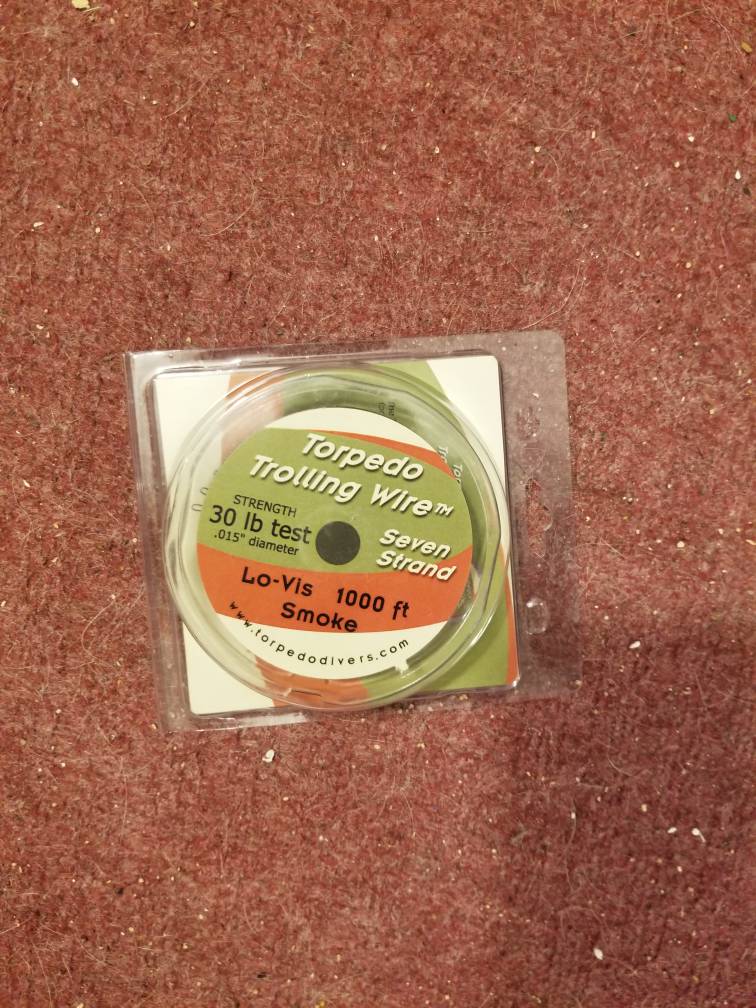 Torpedo
Trolling Wire™
STRENGTH
30 lb test
.015" diameter
Seven
Strand
Lo-Vis 1000 ft
Smoke
www.torpedodivers.com